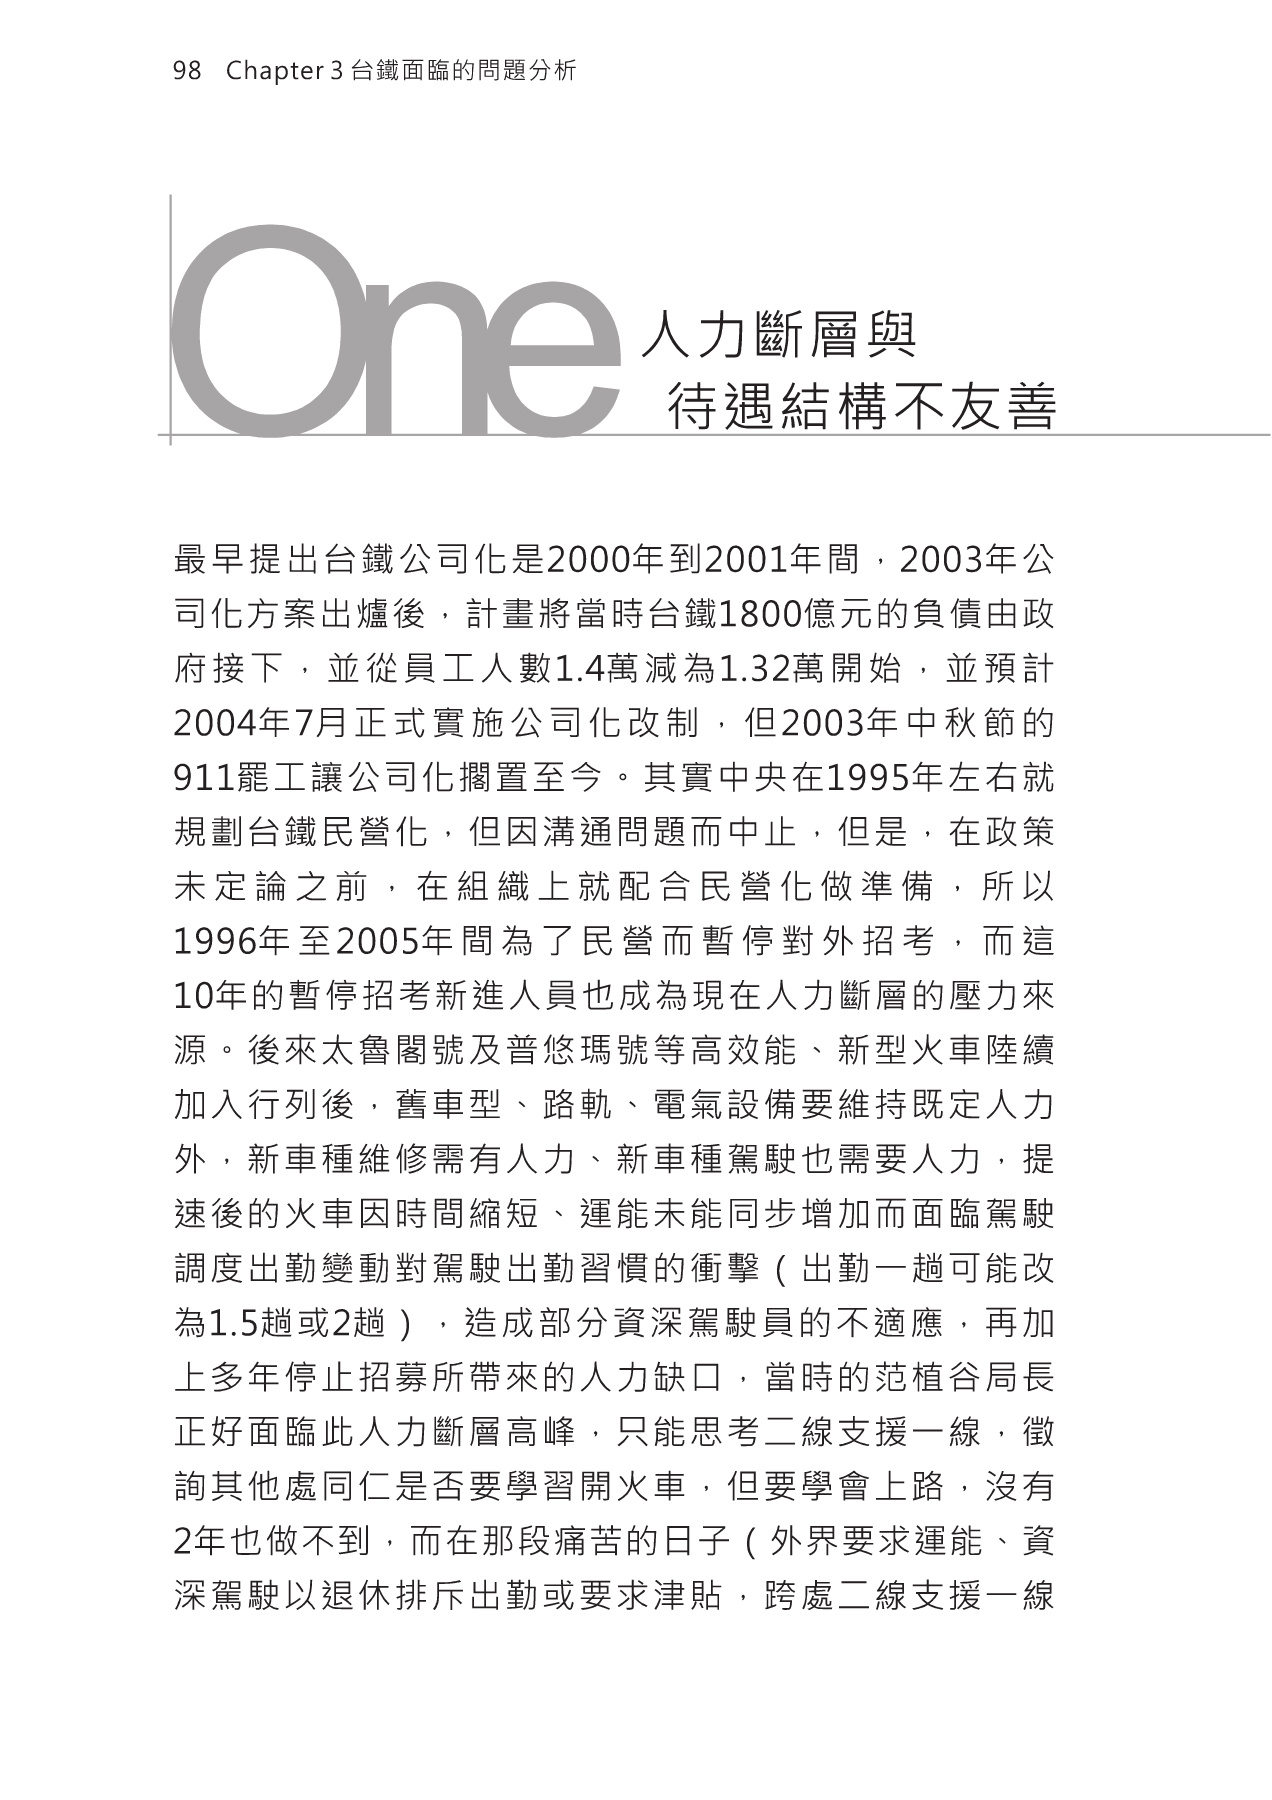 98 Chapter 3 台鐵面臨的問題分析
One 人力斷層與
待遇結構不友善
最早提出台鐵公司化是2000年到2001年間，2003年公
司化方案出爐後，計畫將當時台鐵1800億元的負債由政
府接下，並從員工人數1.4萬減為1.32萬開始，並預計
2004年7月正式實施公司化改制，但2003年中秋節的
911罷工讓公司化擱置至今。其實中央在1995年左右就
規劃台鐵民營化，但因溝通問題而中止，但是，在政策
未定論之前，在組織上就配合民營化做準備，所以
1996年至2005年間為了民營而暫停對外招考，而這
10年的暫停招考新進人員也成為現在人力斷層的壓力來
源。後來太魯閣號及普悠瑪號等高效能、新型火車陸續
加入行列後，舊車型、路軌、電氣設備要維持既定人力
外，新車種維修需有人力、新車種駕駛也需要人力，提
速後的火車因時間縮短、運能未能同步增加而面臨駕駛
調度出勤變動對駕駛出勤習慣的衝擊（出勤一趟可能改
為1.5趟或2趟），造成部分資深駕駛員的不適應，再加
上多年停止招募所帶來的人力缺口，當時的范植谷局長
正好面臨此人力斷層高峰，只能思考二線支援一線，徵
詢其他處同仁是否要學習開火車，但要學會上路，沒有
2年也做不到，而在那段痛苦的日子（外界要求運能、資
深駕駛以退休排斥出勤或要求津貼，跨處二線支援一線